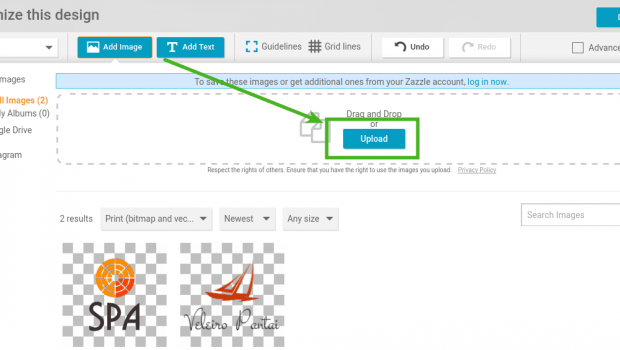 nize this design
Add Image
Add Text
Guidelines
Grid lines
Undo
Redo
Advance
mages
To save these images or get additional ones from your Zazzle account, log in now.
ll Images (2)
ly Albums (0)
gle Drive
agram
Drag and Drop
or
Upload
Respect the rights of others. Ensure that you have the right to use the images you upload. Privacy Policy
2 results
Print (bitmap and vec...
Newest
Any size
Search Images
SPA
Veleiro Pantai